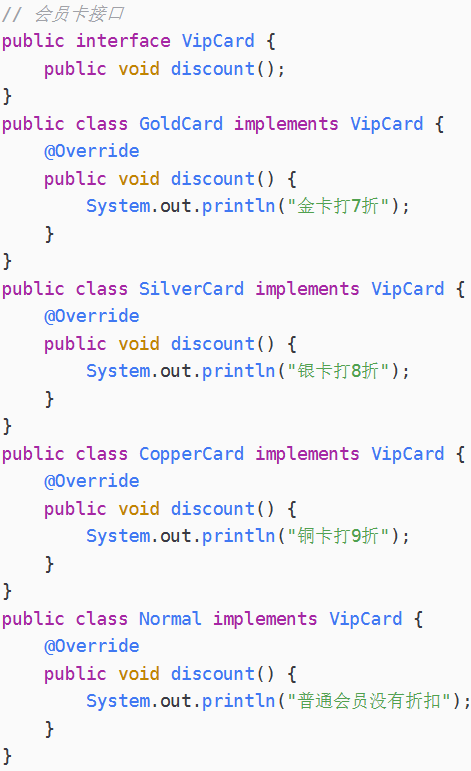 // 会员卡接口
public interface VipCard {
    public void discount();
}
public class GoldCard implements VipCard {
    @Override
    public void discount() {
        System.out.println("金卡打7折");
    }
}
public class SilverCard implements VipCard {
    @Override
    public void discount() {
        System.out.println("银卡打8折");
    }
}
public class CopperCard implements VipCard {
    @Override
    public void discount() {
        System.out.println("铜卡打9折");
    }
}
public class Normal implements VipCard {
    @Override
    public void discount() {
        System.out.println("普通会员没有折扣");
    }
}